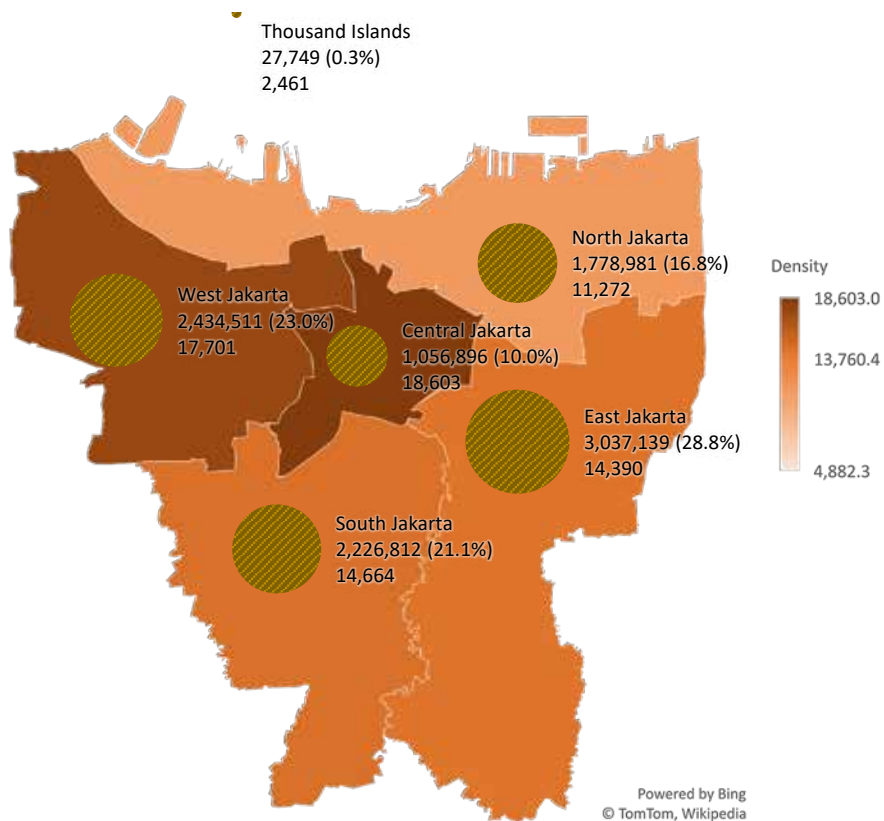 Thousand Islands
27,749 (0.3%)
2,461
North Jakarta
1,778,981 (16.8%)
11,272
Density
18,603.0
13,760.4
4,882.3
West Jakarta
2,434,511 (23.0%)
17,701
Central Jakarta
1,056,896 (10.0%)
18,603
East Jakarta
3,037,139 (28.8%)
14,390
South Jakarta
2,226,812 (21.1%)
14,664
Powered by Bing
© TomTom, Wikipedia